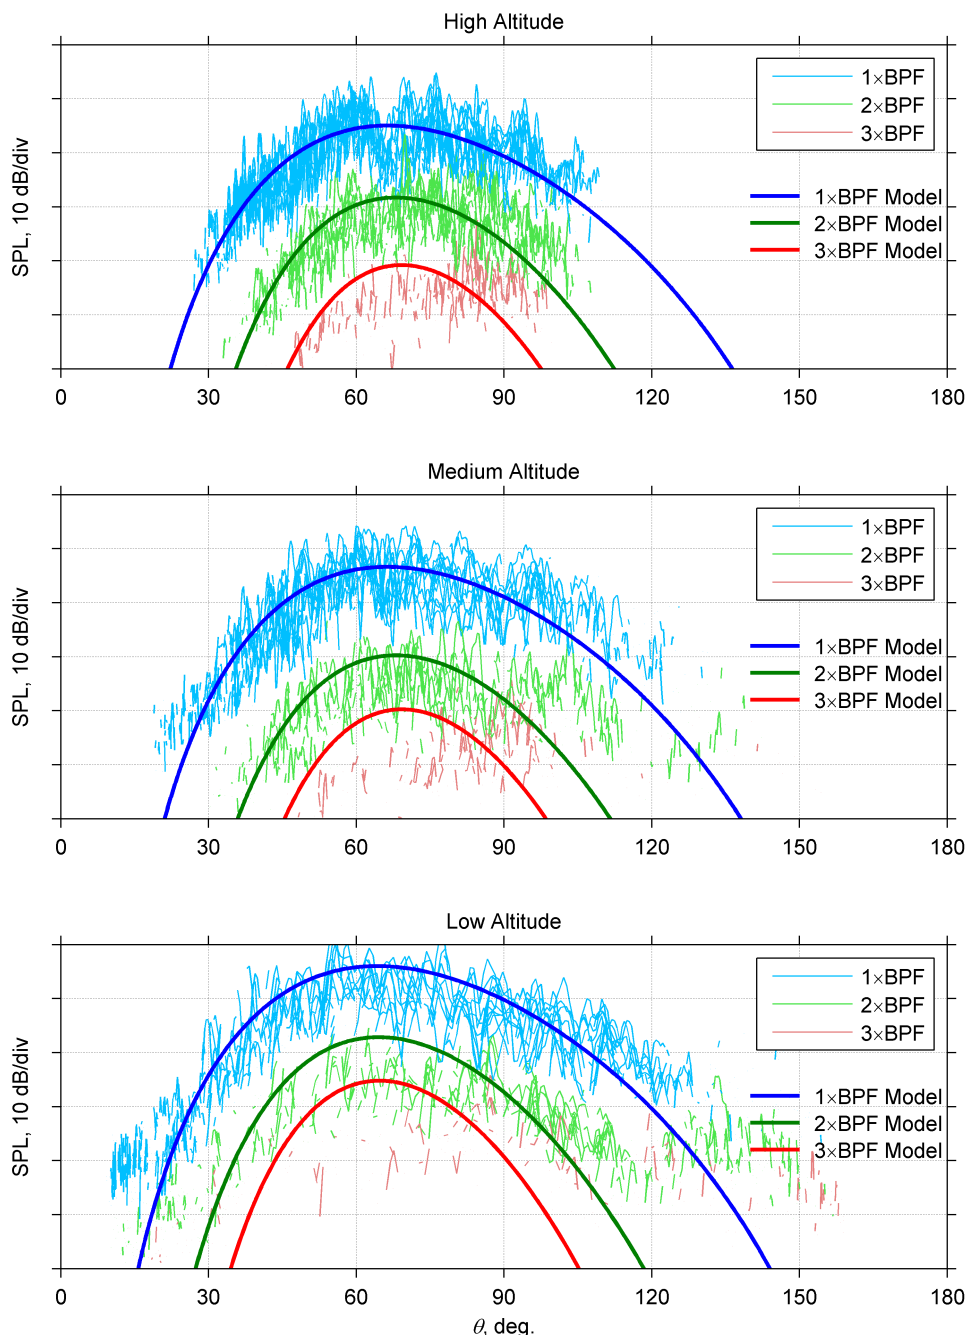 High Altitude
SPL, 10 dB/div
1×BPF
2×BPF
3×BPF
1×BPF Model
2×BPF Model
3×BPF Model
0 30 60 90 120 150 180
Medium Altitude
SPL, 10 dB/div
1×BPF
2×BPF
3×BPF
1×BPF Model
2×BPF Model
3×BPF Model
0 30 60 90 120 150 180
Low Altitude
SPL, 10 dB/div
1×BPF
2×BPF
3×BPF
1×BPF Model
2×BPF Model
3×BPF Model
0 30 60 90 120 150 180
θ, deg.